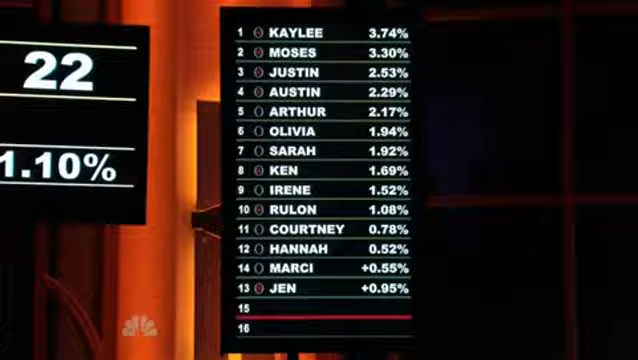 22
1.10%
1 KAYLEE 3.74%
2 MOSES 3.30%
3 JUSTIN 2.53%
4 AUSTIN 2.29%
5 ARTHUR 2.17%
6 OLIVIA 1.94%
7 SARAH 1.92%
8 KEN 1.69%
9 IRENE 1.52%
10 RULON 1.08%
11 COURTNEY 0.78%
12 HANNAH 0.52%
14 MARCI +0.55%
13 JEN +0.95%
15
16